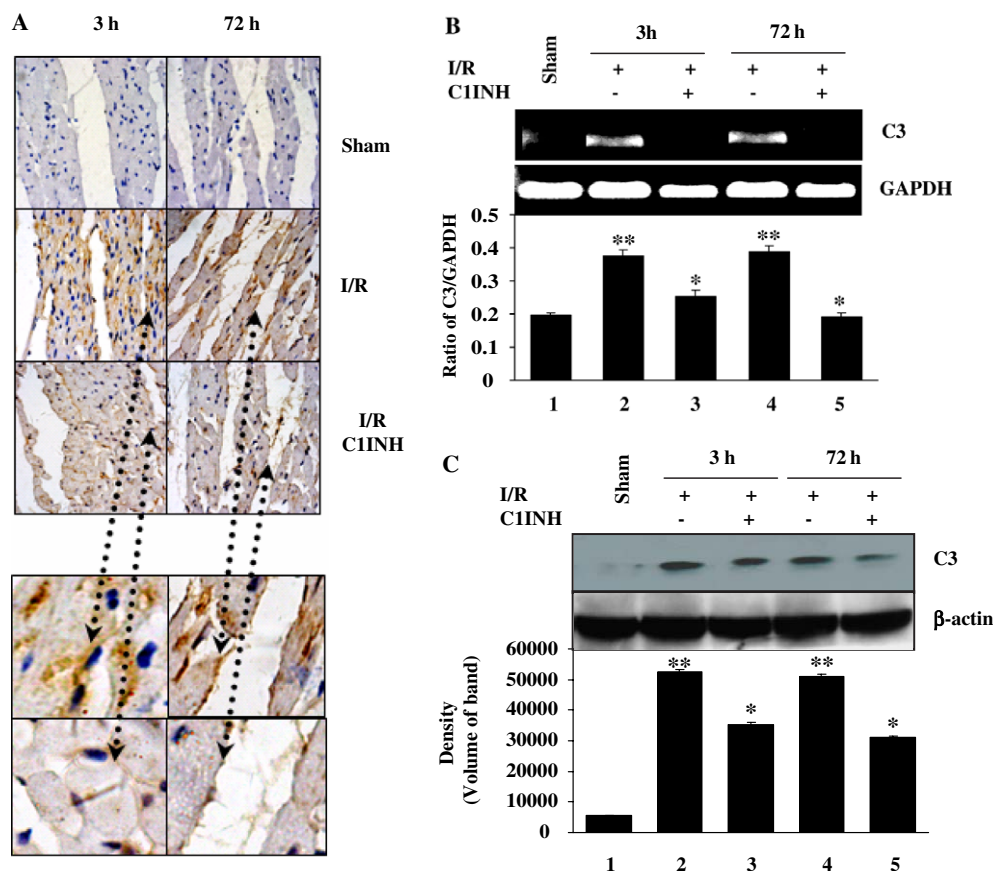 A
3 h 72 h
Sham
I/R
I/R
C1INH
B
Sham
3h 72 h
I/R + + + +
C1INH - + - +
C3
GAPDH
Ratio of C3/GAPDH
0.5
0.4
0.3
0.2
0.1
0
** * ** *
1 2 3 4 5
C
Sham
3 h 72 h
I/R + + + +
C1INH - + - +
C3
β-actin
Density
(Volume of band)
60000
50000
40000
30000
20000
10000
0
** * ** *
1 2 3 4 5